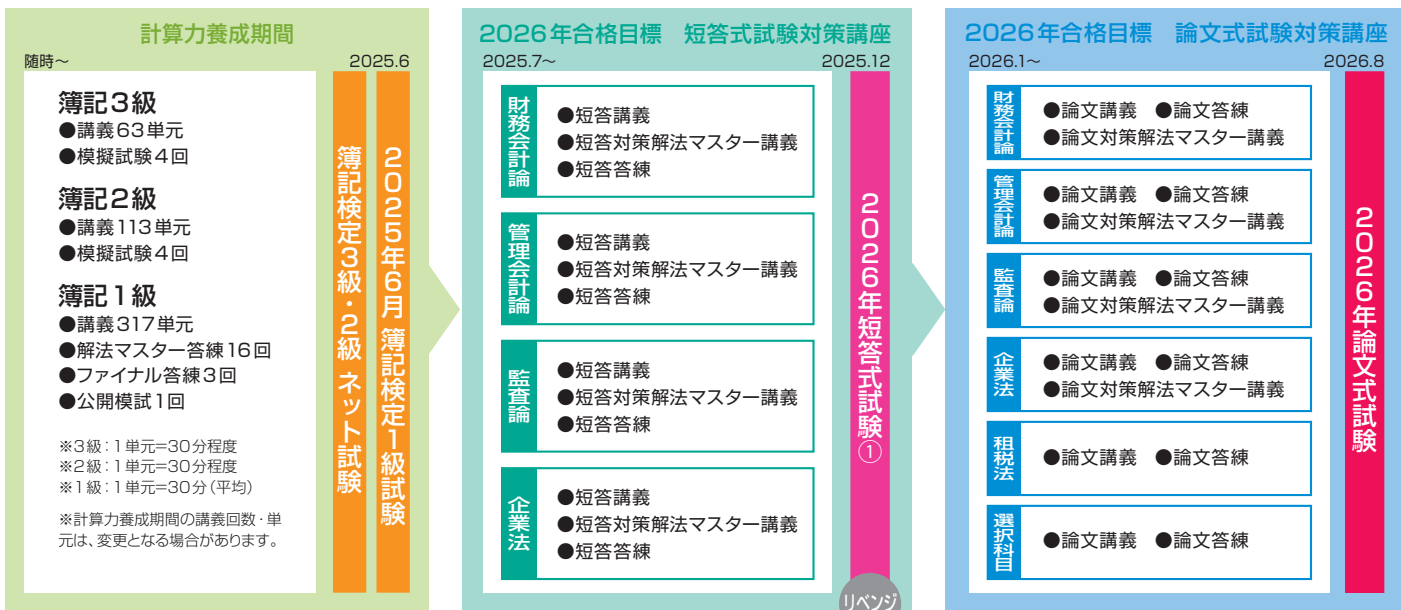 計算力養成期間
随時～
2025.6
簿記3級
●講義63単元
●模擬試験4回
簿記2級
●講義113単元
●模擬試験4回
簿記1級
●講義317単元
●解法マスター答練16回
●ファイナル答練3回
●公開模試1回
※3級：1単元=30分程度
※2級：1単元=30分程度
※1級：1単元=30分（平均）
※計算力養成期間の講義回数・単
元は、変更となる場合があります。
簿記検定3級・2級 ネット試験
2025年6月 簿記検定1級試験
2026年合格目標　短答式試験対策講座
2025.7～
2025.12
財務会計論
●短答講義
●短答対策解法マスター講義
●短答答練
管理会計論
●短答講義
●短答対策解法マスター講義
●短答答練
監査論
●短答講義
●短答対策解法マスター講義
●短答答練
企業法
●短答講義
●短答対策解法マスター講義
●短答答練
2026年短答式試験①
リベンジ
2026年合格目標　論文式試験対策講座
2026.1～
2026.8
財務会計論
●論文講義　●論文答練
●論文対策解法マスター講義
管理会計論
●論文講義　●論文答練
●論文対策解法マスター講義
監査論
●論文講義　●論文答練
●論文対策解法マスター講義
企業法
●論文講義　●論文答練
●論文対策解法マスター講義
租税法
●論文講義　●論文答練
選択科目
●論文講義　●論文答練
2026年論文式試験